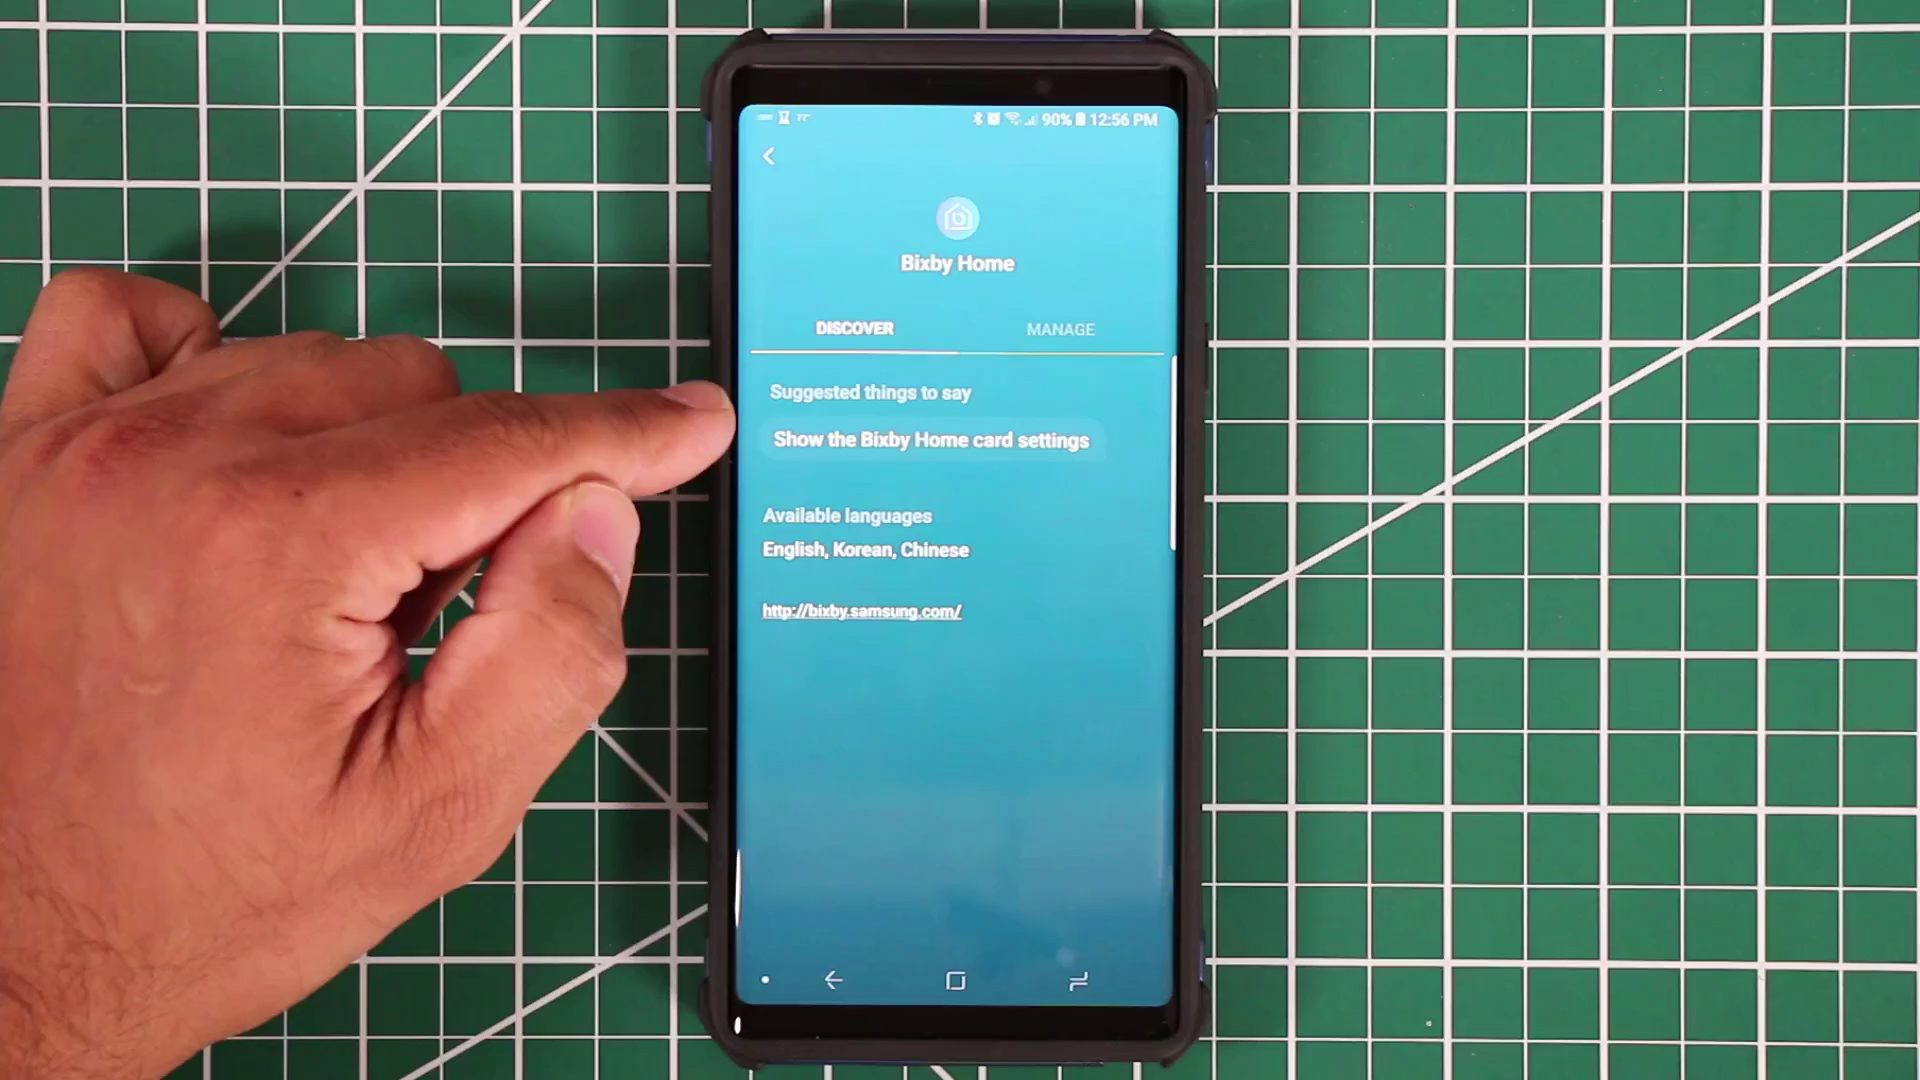 90% 12:56 PM
Bixby Home
DISCOVER MANAGE
Suggested things to say
Show the Bixby Home card settings
Available languages
English, Korean, Chinese
http://bixby.samsung.com/